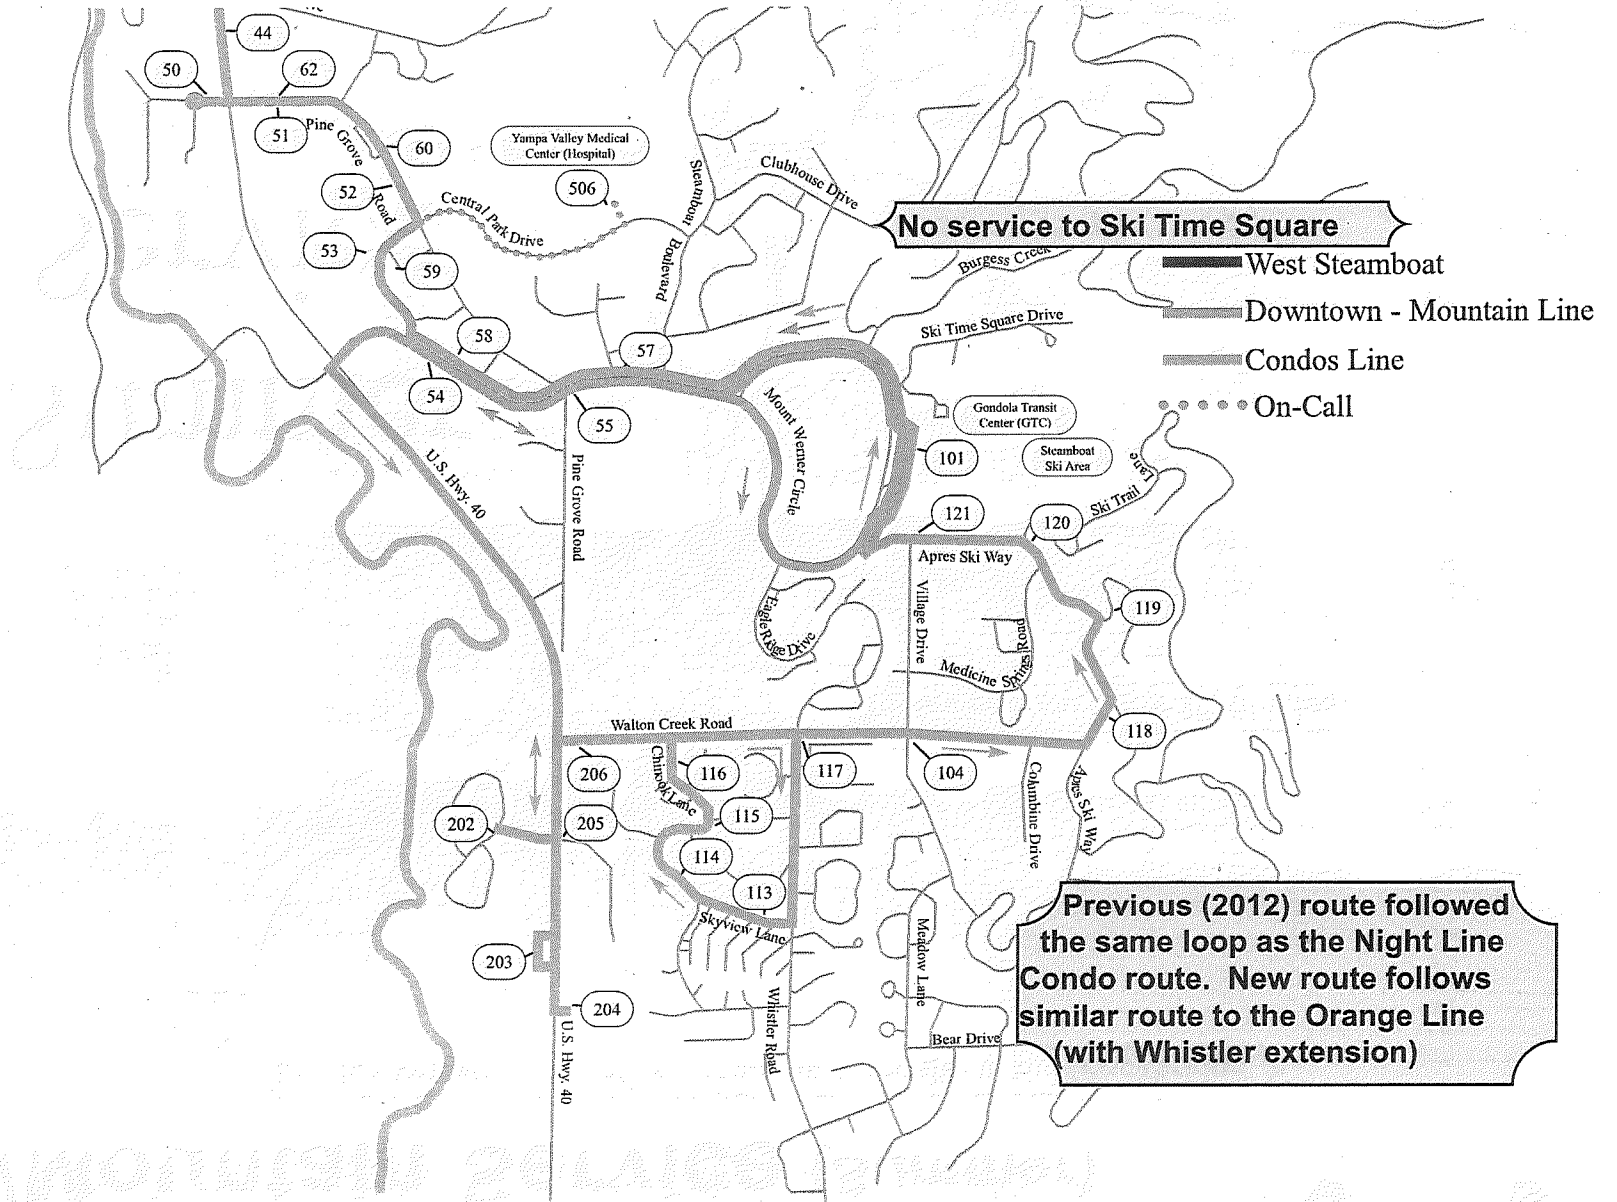 44
50
62
51
Pine Grove
Road
60
52
53
59
Yampa Valley Medical
Center (Hospital)
506
Central Park Drive
Steamboat
Boulevard
Clubhouse Drive
No service to Ski Time Square
Burgess Creek
West Steamboat
Downtown - Mountain Line
Condos Line
On-Call
Ski Time Square Drive
58
57
54
55
Mount Werner Circle
Gondola Transit
Center (GTC)
101
Steamboat
Ski Area
U.S. Hwy. 40
Pine Grove Road
121
120
Ski Trail Lane
Apres Ski Way
119
Eagle Ridge Drive
Village Drive
Medicine Springs Road
118
Walton Creek Road
206
Chinook Lane
116
117
104
Columbine Drive
Apres Ski Way
202
205
115
114
113
Skyview Lane
203
204
U.S. Hwy. 40
Whistler Road
Meadow Lane
Bear Drive
Previous (2012) route followed
the same loop as the Night Line
Condo route. New route follows
similar route to the Orange Line
(with Whistler extension)